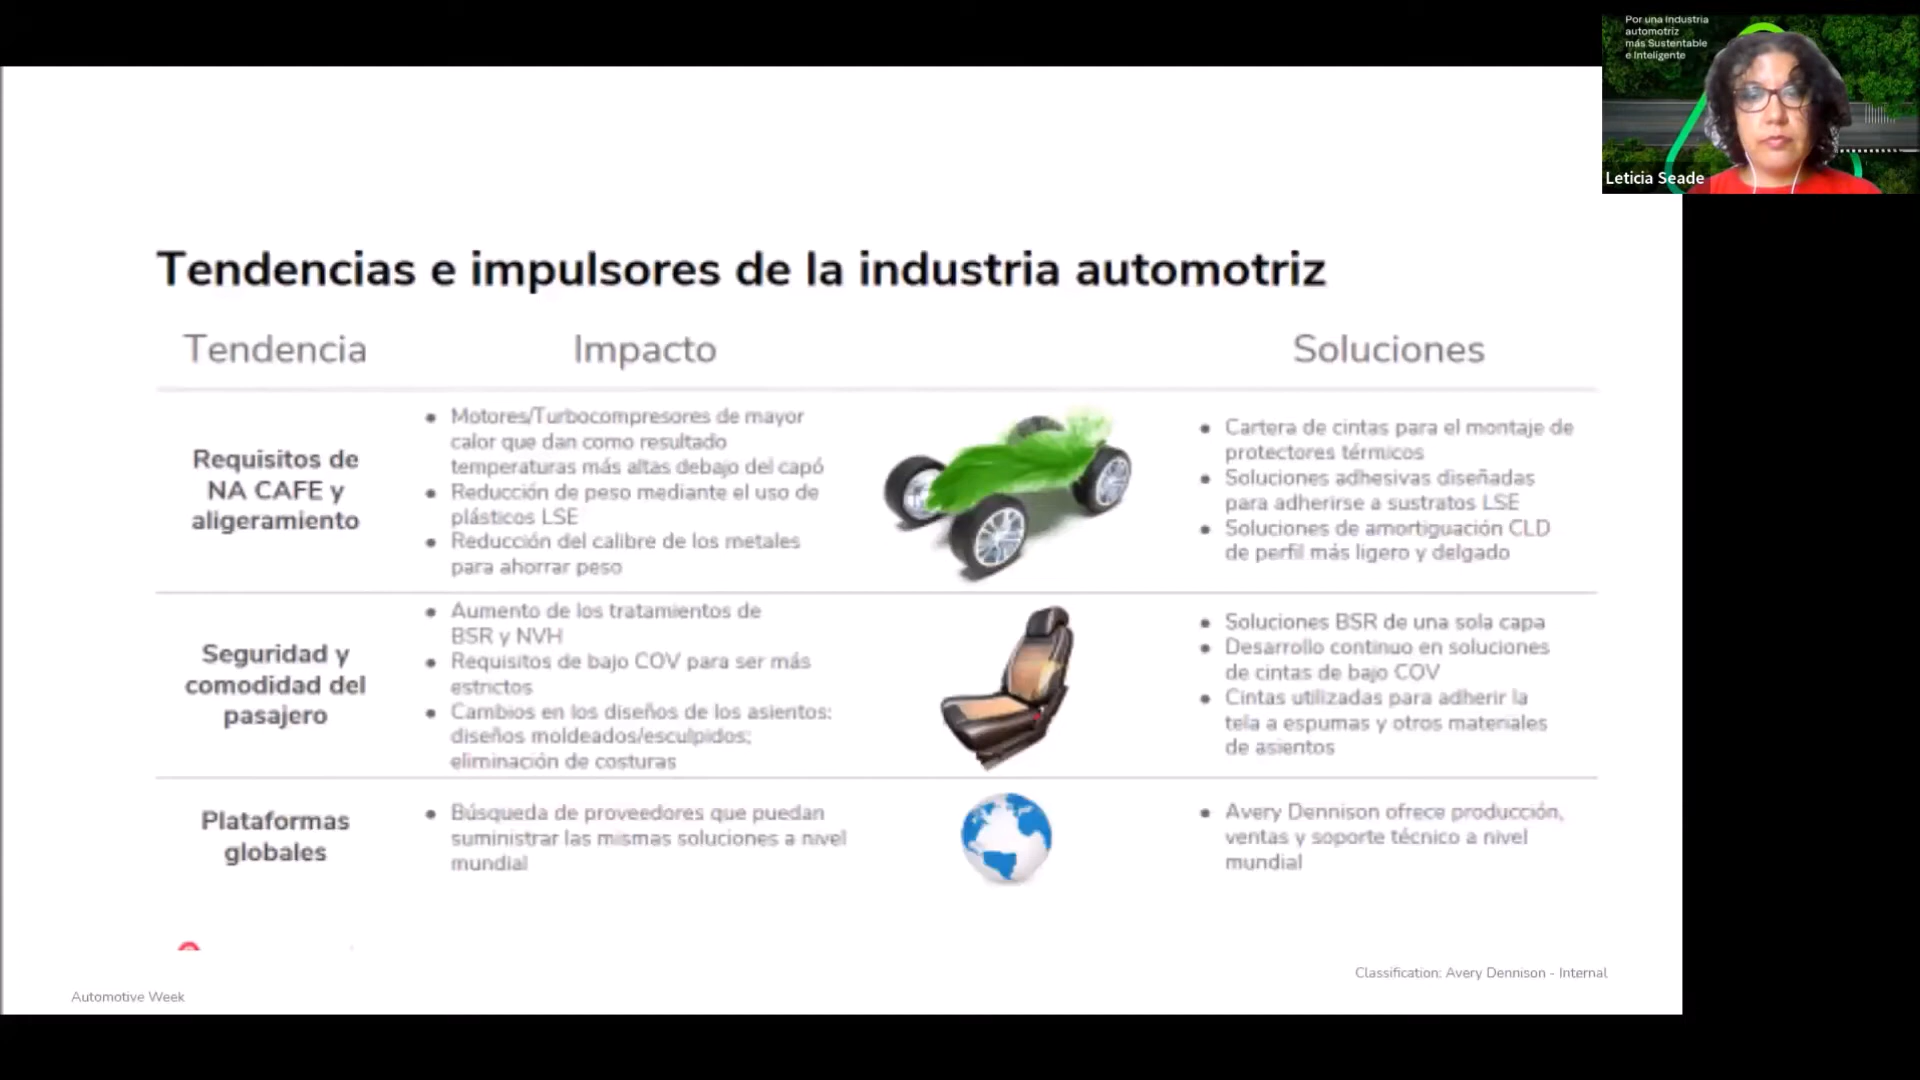 Por una Industria
automotriz
más Sustentable
e Inteligente
Leticia Seade
Tendencias e impulsores de la industria automotriz
Tendencia
Impacto
Soluciones
Requisitos de
NA CAFE y
aligeramiento
Motores/Turbocompresores de mayor
calor que dan como resultado
temperaturas más altas debajo del capó
Reducción de peso mediante el uso de
plásticos LSE
Reducción del calibre de los metales
para ahorrar peso
Cartera de cintas para el montaje de
protectores térmicos
Soluciones adhesivas diseñadas
para adherirse a sustratos LSE
Soluciones de amortiguación CLD
de perfil más ligero y delgado
Seguridad y
comodidad del
pasajero
Aumento de los tratamientos de
BSR y NVH
Requisitos de bajo COV para ser más
estrictos
Cambios en los diseños de los asientos:
diseños moldeados/esculpidos;
eliminación de costuras
Soluciones BSR de una sola capa
Desarrollo continuo en soluciones
de cintas de bajo COV
Cintas utilizadas para adherir la
tela a espumas y otros materiales
de asientos
Plataformas
globales
Búsqueda de proveedores que puedan
suministrar las mismas soluciones a nivel
mundial
Avery Dennison ofrece producción,
ventas y soporte técnico a nivel
mundial
Classification: Avery Dennison - Internal
Automotive Week